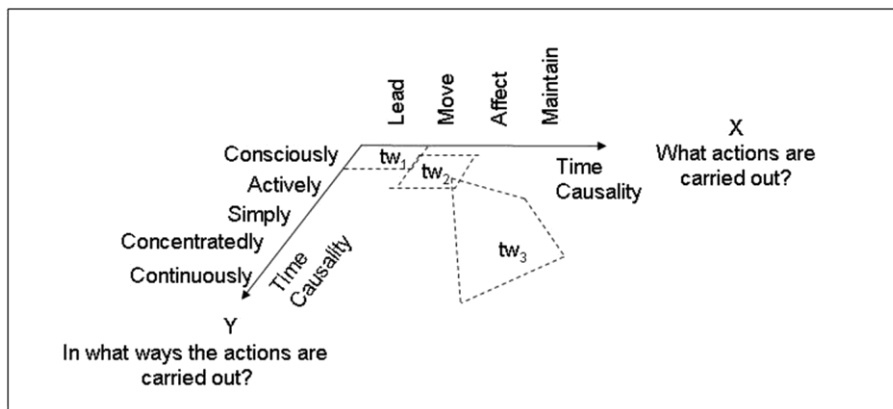 Lead
Move
Affect
Maintain
Consciously
Actively
Simply
Concentratedly
Continuously
tw₁
tw₂
tw₃
Time
Causality
X
What actions are
carried out?
Time
Causality
Y
In what ways the actions are
carried out?